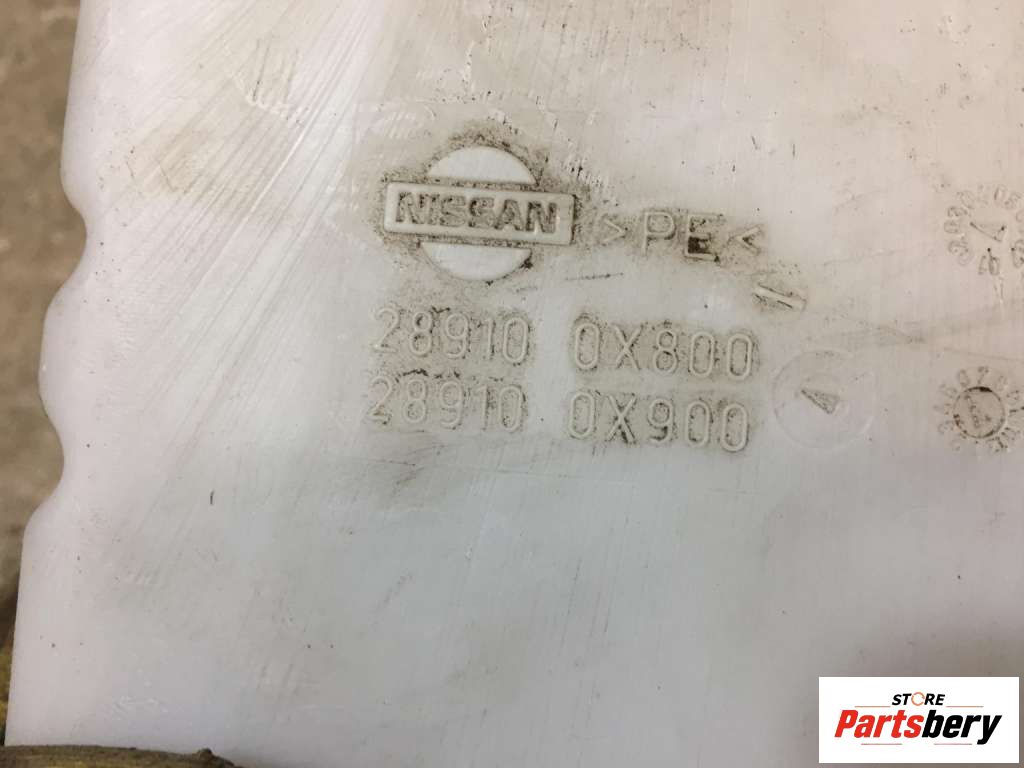 NISSAN >PE<
28910 0X800
28910 0X900
STORE
Partsbery